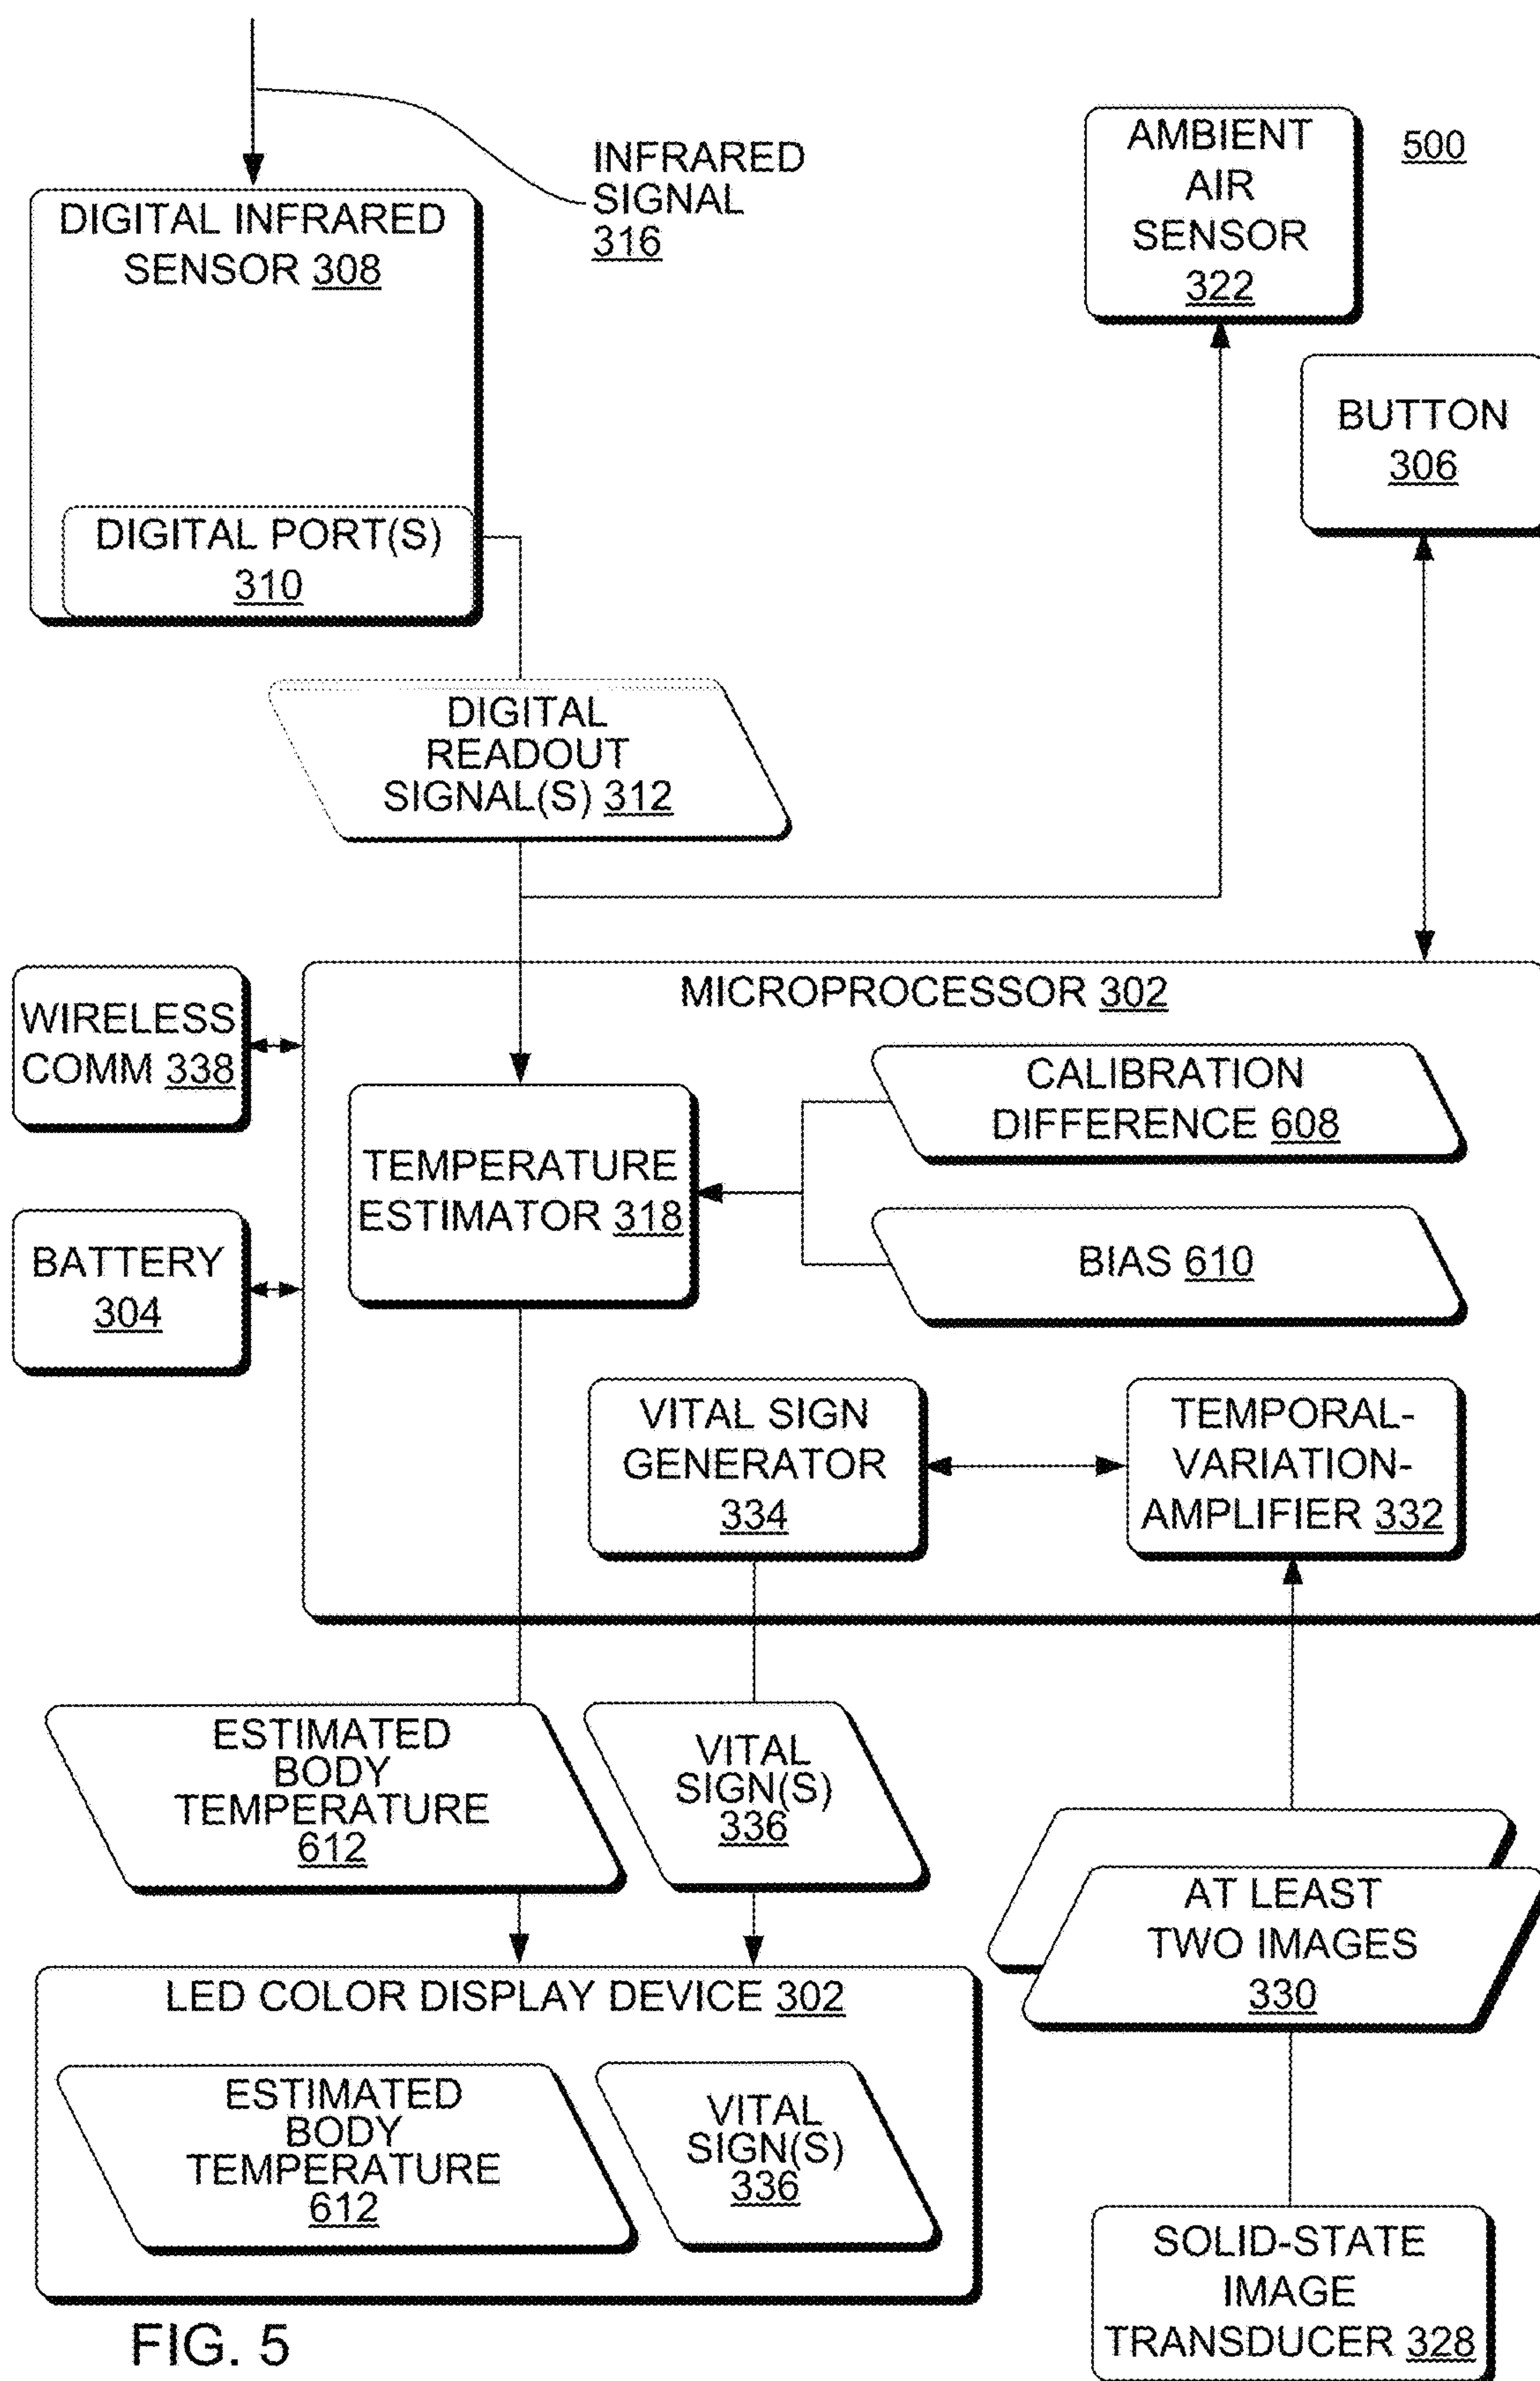 INFRARED
SIGNAL
316
AMBIENT
AIR
SENSOR
322
500
DIGITAL INFRARED
SENSOR 308
BUTTON
306
DIGITAL PORT(S)
310
DIGITAL
READOUT
SIGNAL(S) 312
WIRELESS
COMM 338
MICROPROCESSOR 302
CALIBRATION
DIFFERENCE 608
TEMPERATURE
ESTIMATOR 318
BIAS 610
BATTERY
304
VITAL SIGN
GENERATOR
334
TEMPORAL-
VARIATION-
AMPLIFIER 332
ESTIMATED
BODY
TEMPERATURE
612
VITAL
SIGN(S)
336
AT LEAST
TWO IMAGES
330
LED COLOR DISPLAY DEVICE 302
ESTIMATED
BODY
TEMPERATURE
612
VITAL
SIGN(S)
336
SOLID-STATE
IMAGE
TRANSDUCER 328
FIG. 5